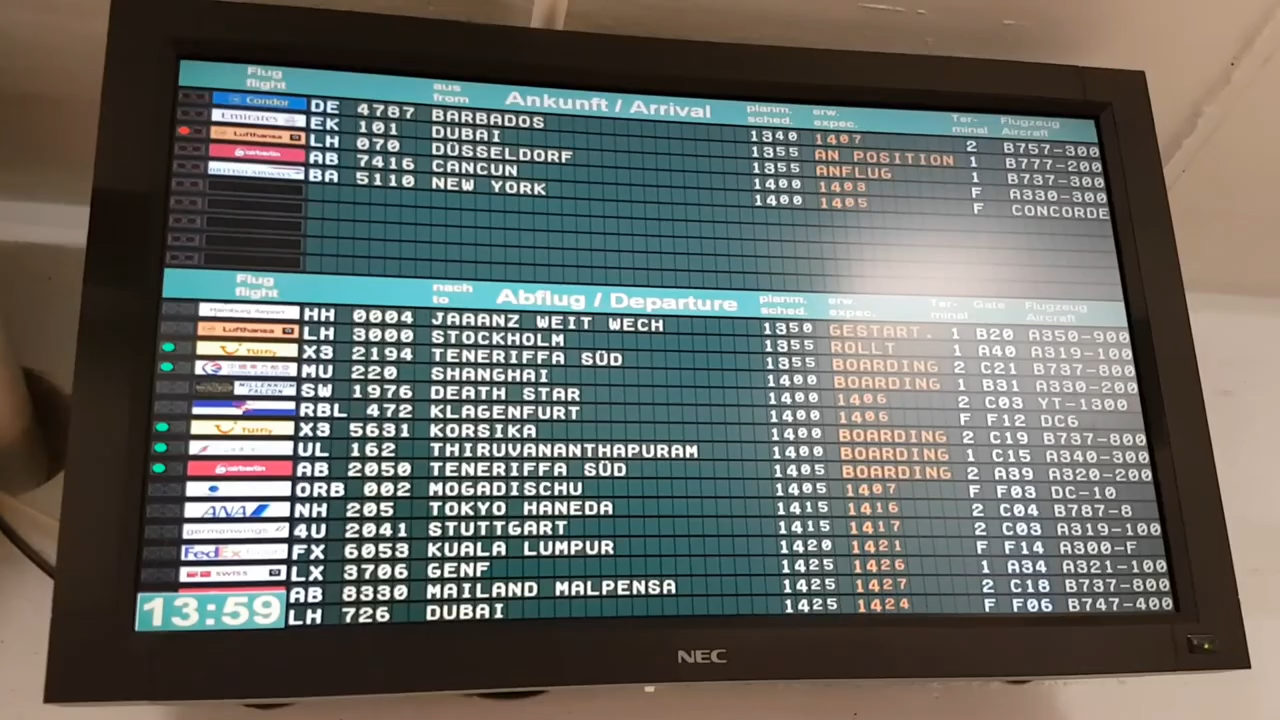 Flug flight aus from Ankunft / Arrival planm. sched. erw. expec. Ter- minal Flugzeug Aircraft
Condor DE 4787 BARBADOS 1340 1407 2 B757-300
Emirates EK 101 DUBAI 1355 AN POSITION 1 B777-200
Lufthansa LH 070 DÜSSELDORF 1355 ANFLUG 1 B737-300
airberlin AB 7416 CANCUN 1400 1403 F A330-300
BRITISH AIRWAYS BA 5110 NEW YORK 1400 1405 F CONCORDE
Flug flight nach to Abflug / Departure planm. sched. erw. expec. Ter- minal Gate Flugzeug Aircraft
Hamburg Airport HH 0004 JAAANZ WEIT WECH 1350 GESTART. 1 B20 A350-900
Lufthansa LH 3000 STOCKHOLM 1355 ROLLT 1 A40 A319-100
TUIfly X3 2194 TENERIFFA SÜD 1355 BOARDING 2 C21 B737-800
MU 220 SHANGHAI 1400 BOARDING 1 B31 A330-200
MILLENNIUM FALCON SW 1976 DEATH STAR 1400 1406 2 C03 YT-1300
RBL 472 KLAGENFURT 1400 1406 F F12 DC6
TUIfly X3 5631 KORSIKA 1400 BOARDING 2 C19 B737-800
UL 162 THIRUVANANTHAPURAM 1400 BOARDING 1 C15 A340-300
airberlin AB 2050 TENERIFFA SÜD 1405 BOARDING 2 A39 A320-200
ORB 002 MOGADISCHU 1405 1407 F F03 DC-10
ANA NH 205 TOKYO HANEDA 1415 1416 2 C04 B787-8
germanwings 4U 2041 STUTTGART 1415 1417 2 C03 A319-100
FedEx FX 6053 KUALA LUMPUR 1420 1421 F F14 A300-F
SWISS LX 3706 GENF 1425 1426 1 A34 A321-100
AB 8330 MAILAND MALPENSA 1425 1427 2 C18 B737-800
13:59 LH 726 DUBAI 1425 1424 F F06 B747-400
NEC